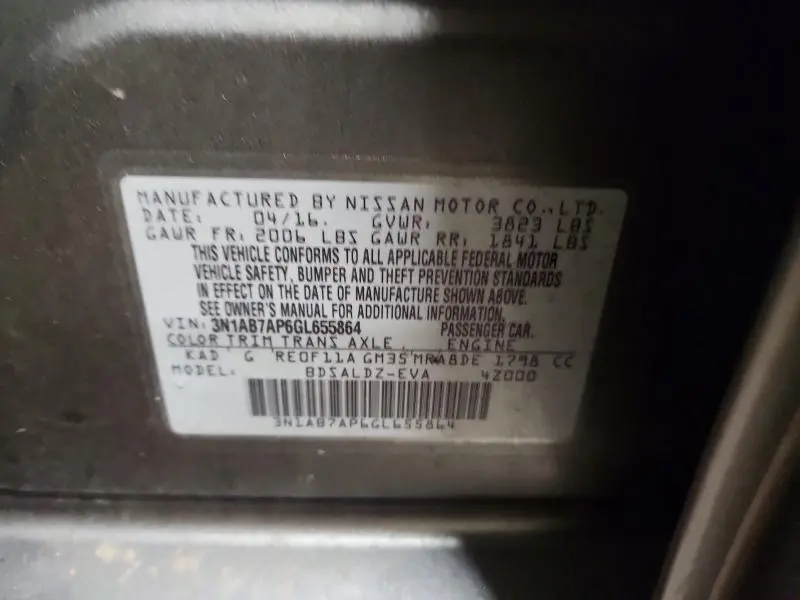 MANUFACTURED BY NISSAN MOTOR CO., LTD.
DATE: 04/16. GVWR: 3823 LBS
GAWR FR: 2006 LBS GAWR RR: 1841 LBS
THIS VEHICLE CONFORMS TO ALL APPLICABLE FEDERAL MOTOR
VEHICLE SAFETY, BUMPER AND THEFT PREVENTION STANDARDS
IN EFFECT ON THE DATE OF MANUFACTURE SHOWN ABOVE.
SEE OWNER'S MANUAL FOR ADDITIONAL INFORMATION.
VIN: 3N1AB7AP6GL655864 PASSENGER CAR.
COLOR TRIM TRANS AXLE. ENGINE
KAD G RE0F11A GM35 MRA8DE 1798 CC
MODEL: BDSALDZ-EVA 4Z000
3N1AB7AP6GL655864